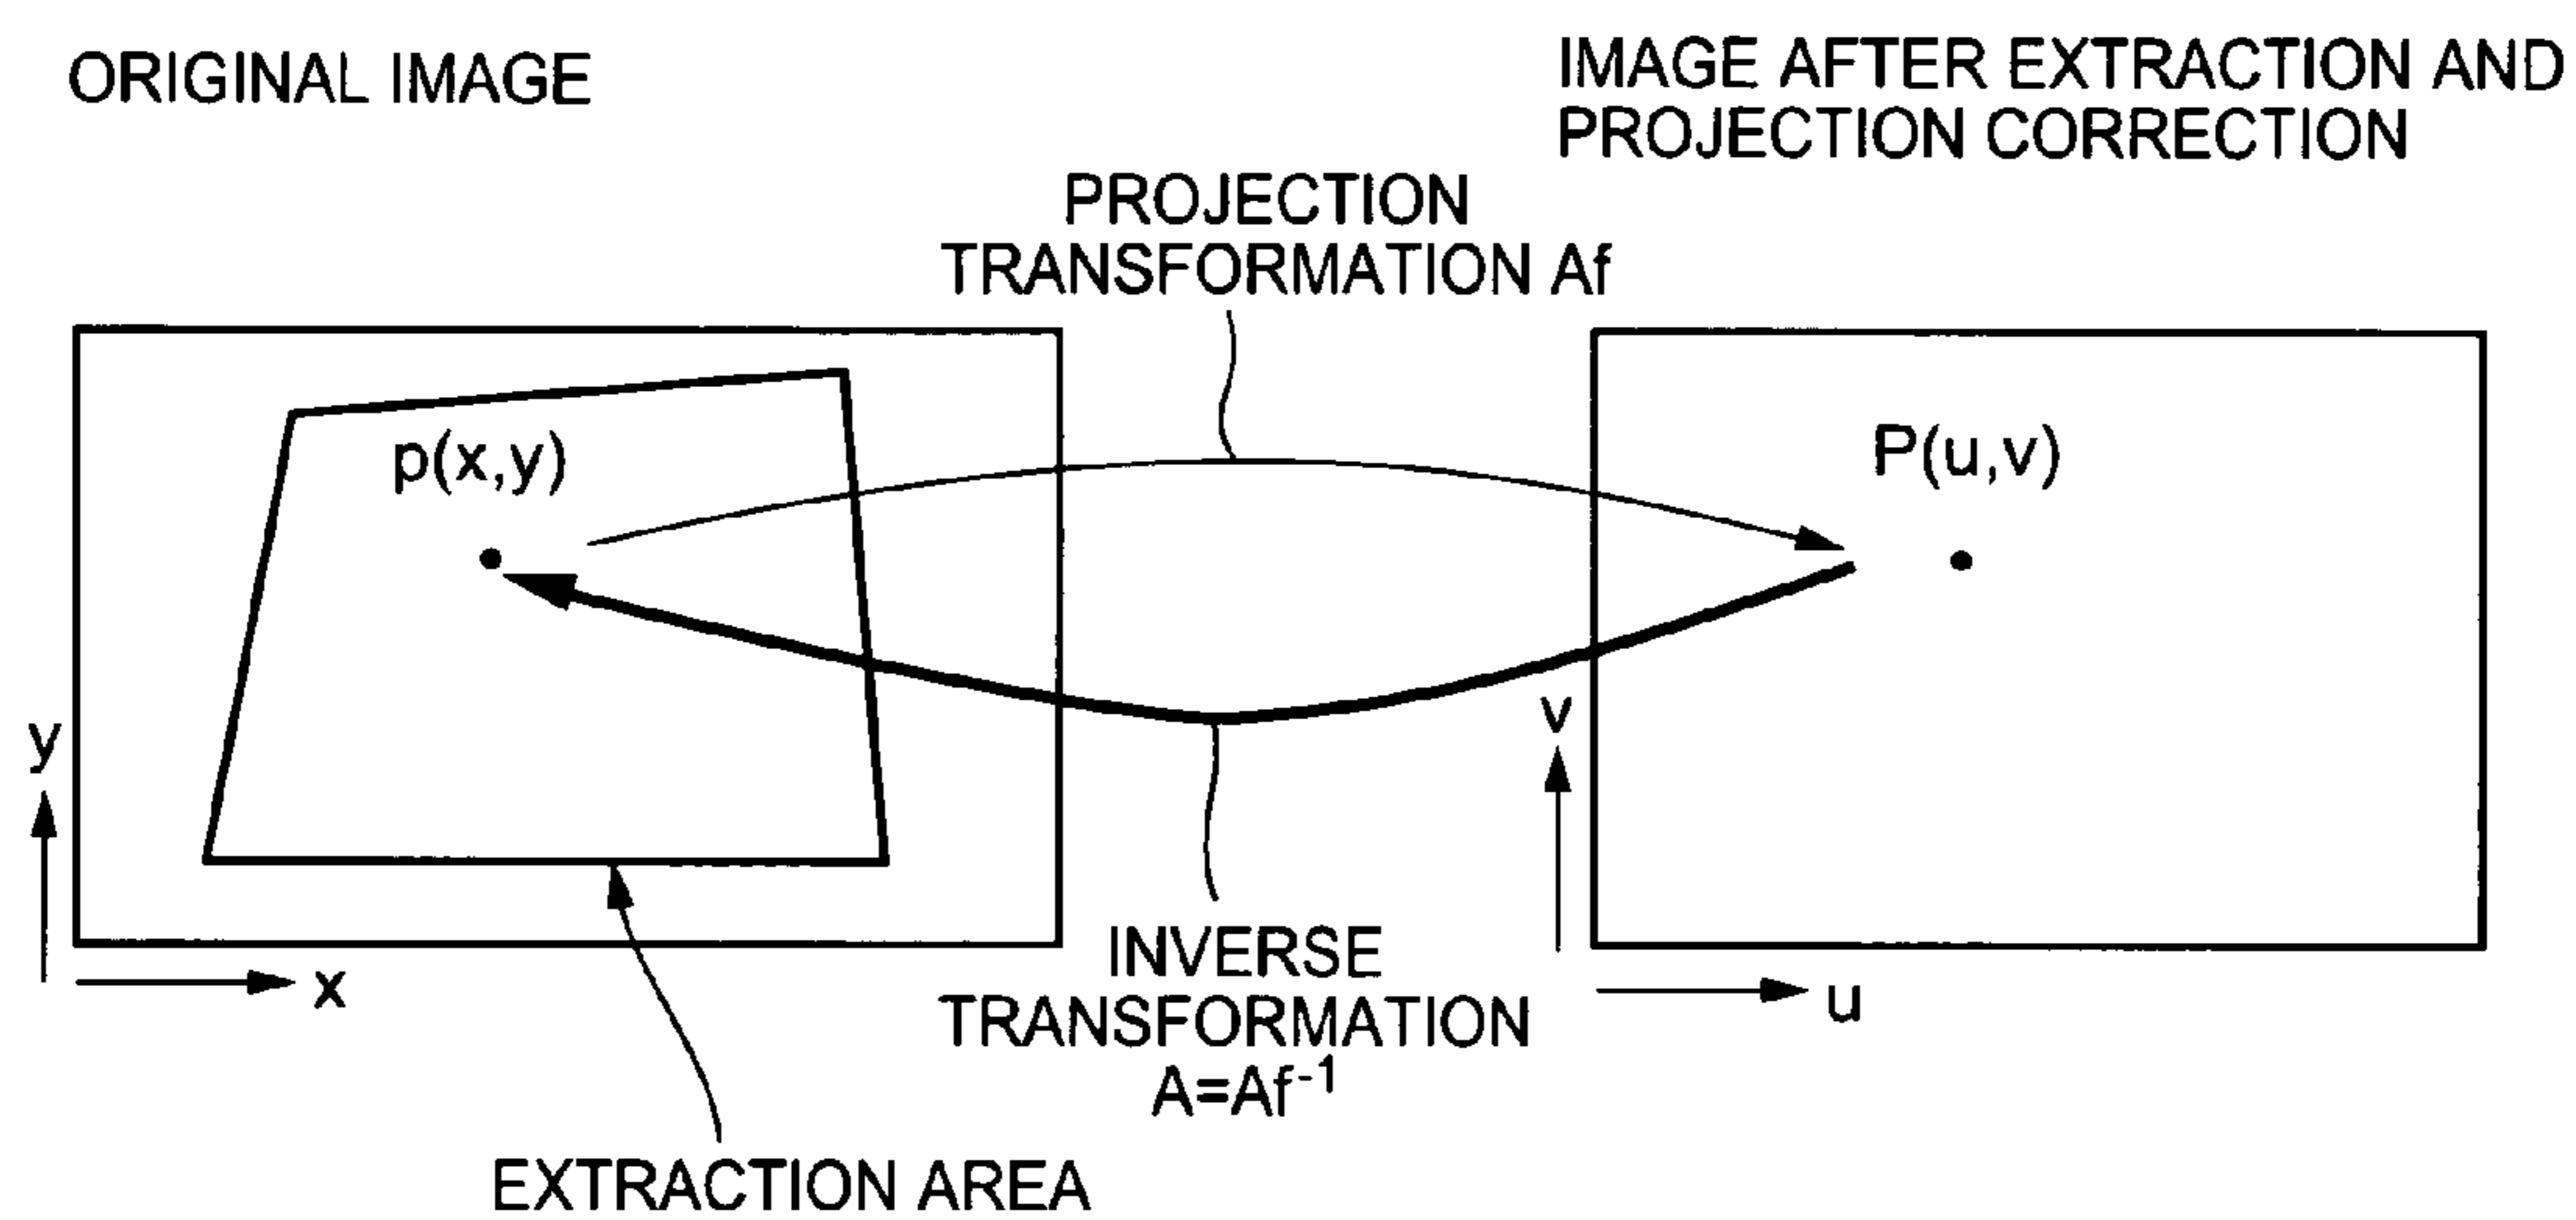 ORIGINAL IMAGE
IMAGE AFTER EXTRACTION AND
PROJECTION CORRECTION
PROJECTION
TRANSFORMATION Af
p(x,y)
P(u,v)
y
x
v
u
INVERSE
TRANSFORMATION
A=Af⁻¹
EXTRACTION AREA